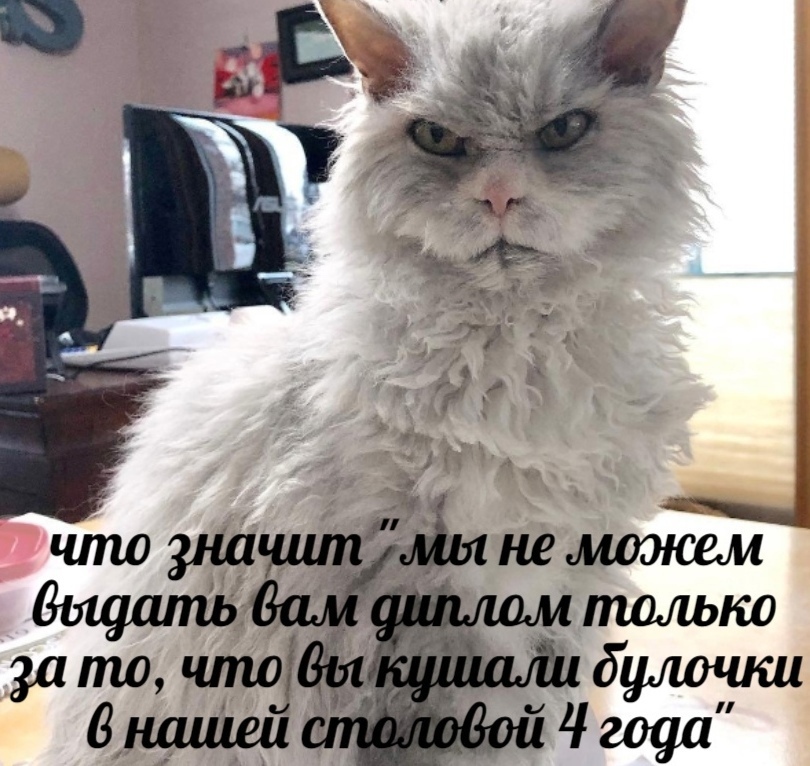 ASUS
что значит "мы не можем
выдать вам диплом только
за то, что вы кушали булочки
в нашей столовой 4 года"